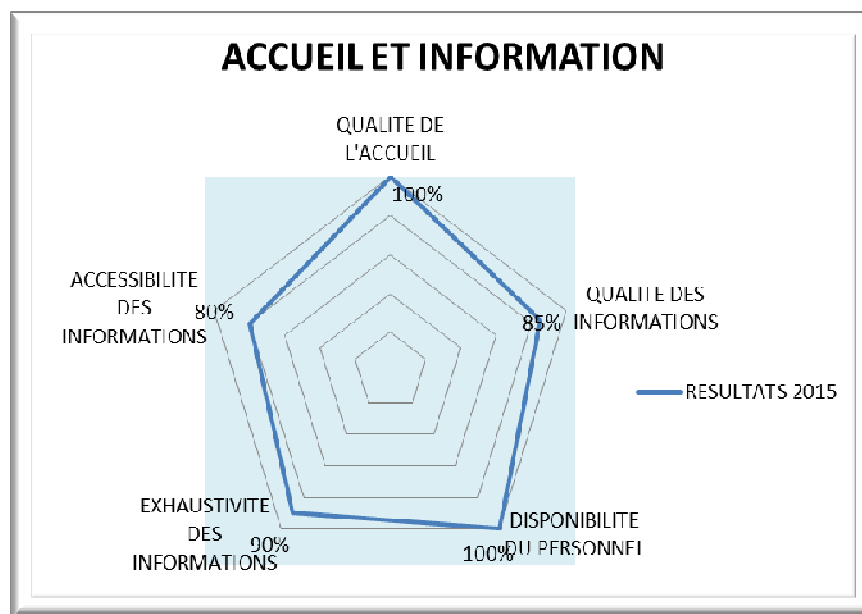 ACCUEIL ET INFORMATION
QUALITE DE
L'ACCUEIL
100%
QUALITE DES
INFORMATIONS
85%
DISPONIBILITE
DU PERSONNEL
100%
EXHAUSTIVITE
DES
INFORMATIONS
90%
ACCESSIBILITE
DES
INFORMATIONS
80%
RESULTATS 2015